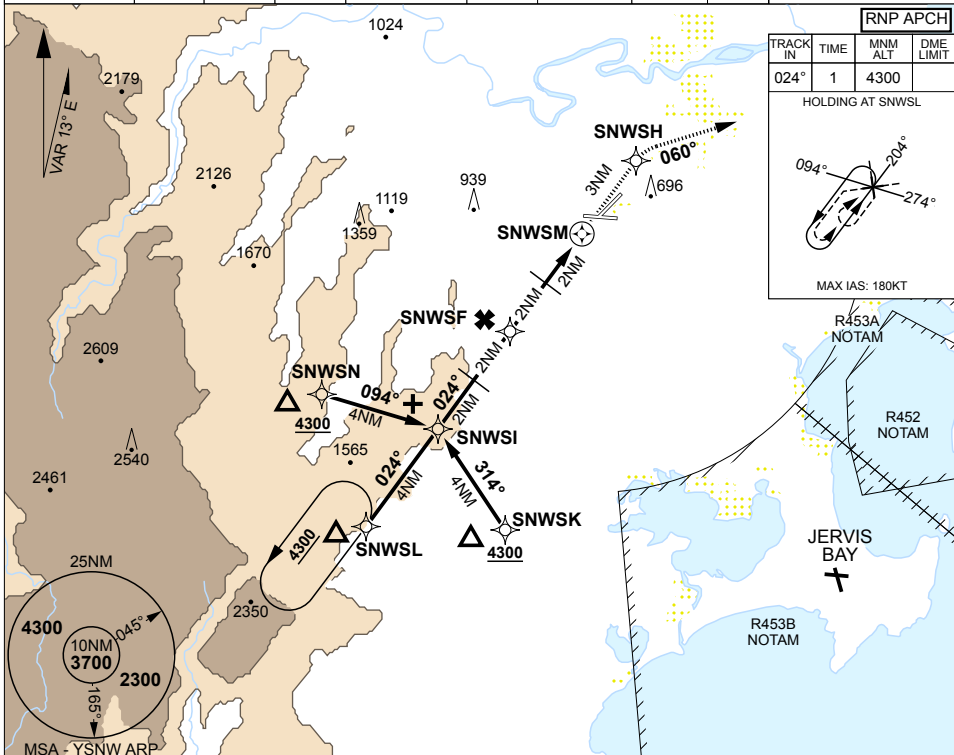 RNP APCH
TRACK IN
TIME
MNM ALT
DME LIMIT
024°
1
4300
HOLDING AT SNWSL
094°
204°
274°
MAX IAS: 180KT
1024
2179
VAR 13° E
SNWSH
060°
3NM
696
2126
939
1119
1359
SNWSM
1670
2NM
2NM
SNWSF
R453A
NOTAM
2609
2NM
SNWSN
094°
4NM
4300
024°
2NM
R452
NOTAM
SNWSI
2540
1565
2461
024°
4NM
314°
4NM
SNWSK
4300
SNWSL
4300
JERVIS
BAY
25NM
2350
R453B
NOTAM
4300
10NM
3700
045°
2300
165°
MSA - YSNW ARP